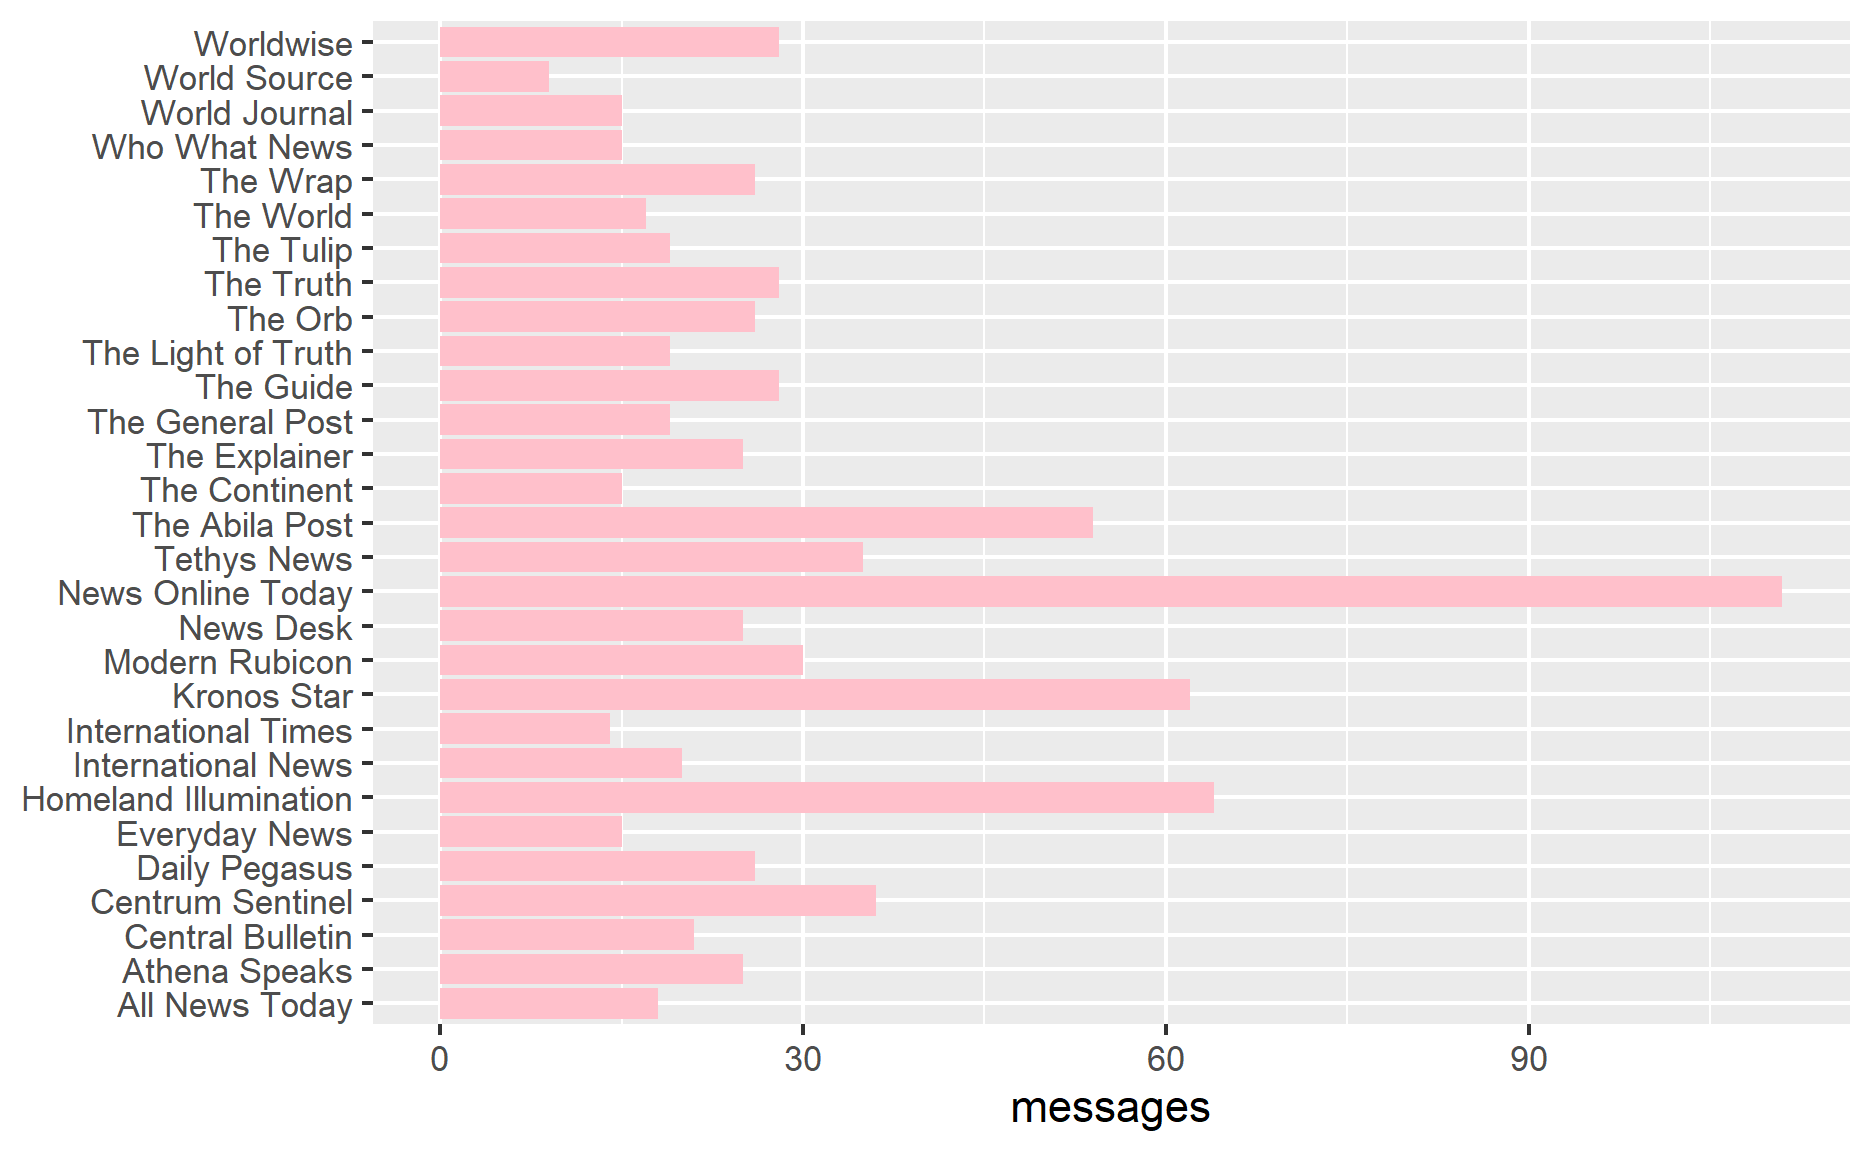 Worldwise
World Source
World Journal
Who What News
The Wrap
The World
The Tulip
The Truth
The Orb
The Light of Truth
The Guide
The General Post
The Explainer
The Continent
The Abila Post
Tethys News
News Online Today
News Desk
Modern Rubicon
Kronos Star
International Times
International News
Homeland Illumination
Everyday News
Daily Pegasus
Centrum Sentinel
Central Bulletin
Athena Speaks
All News Today
0 30 60 90
messages